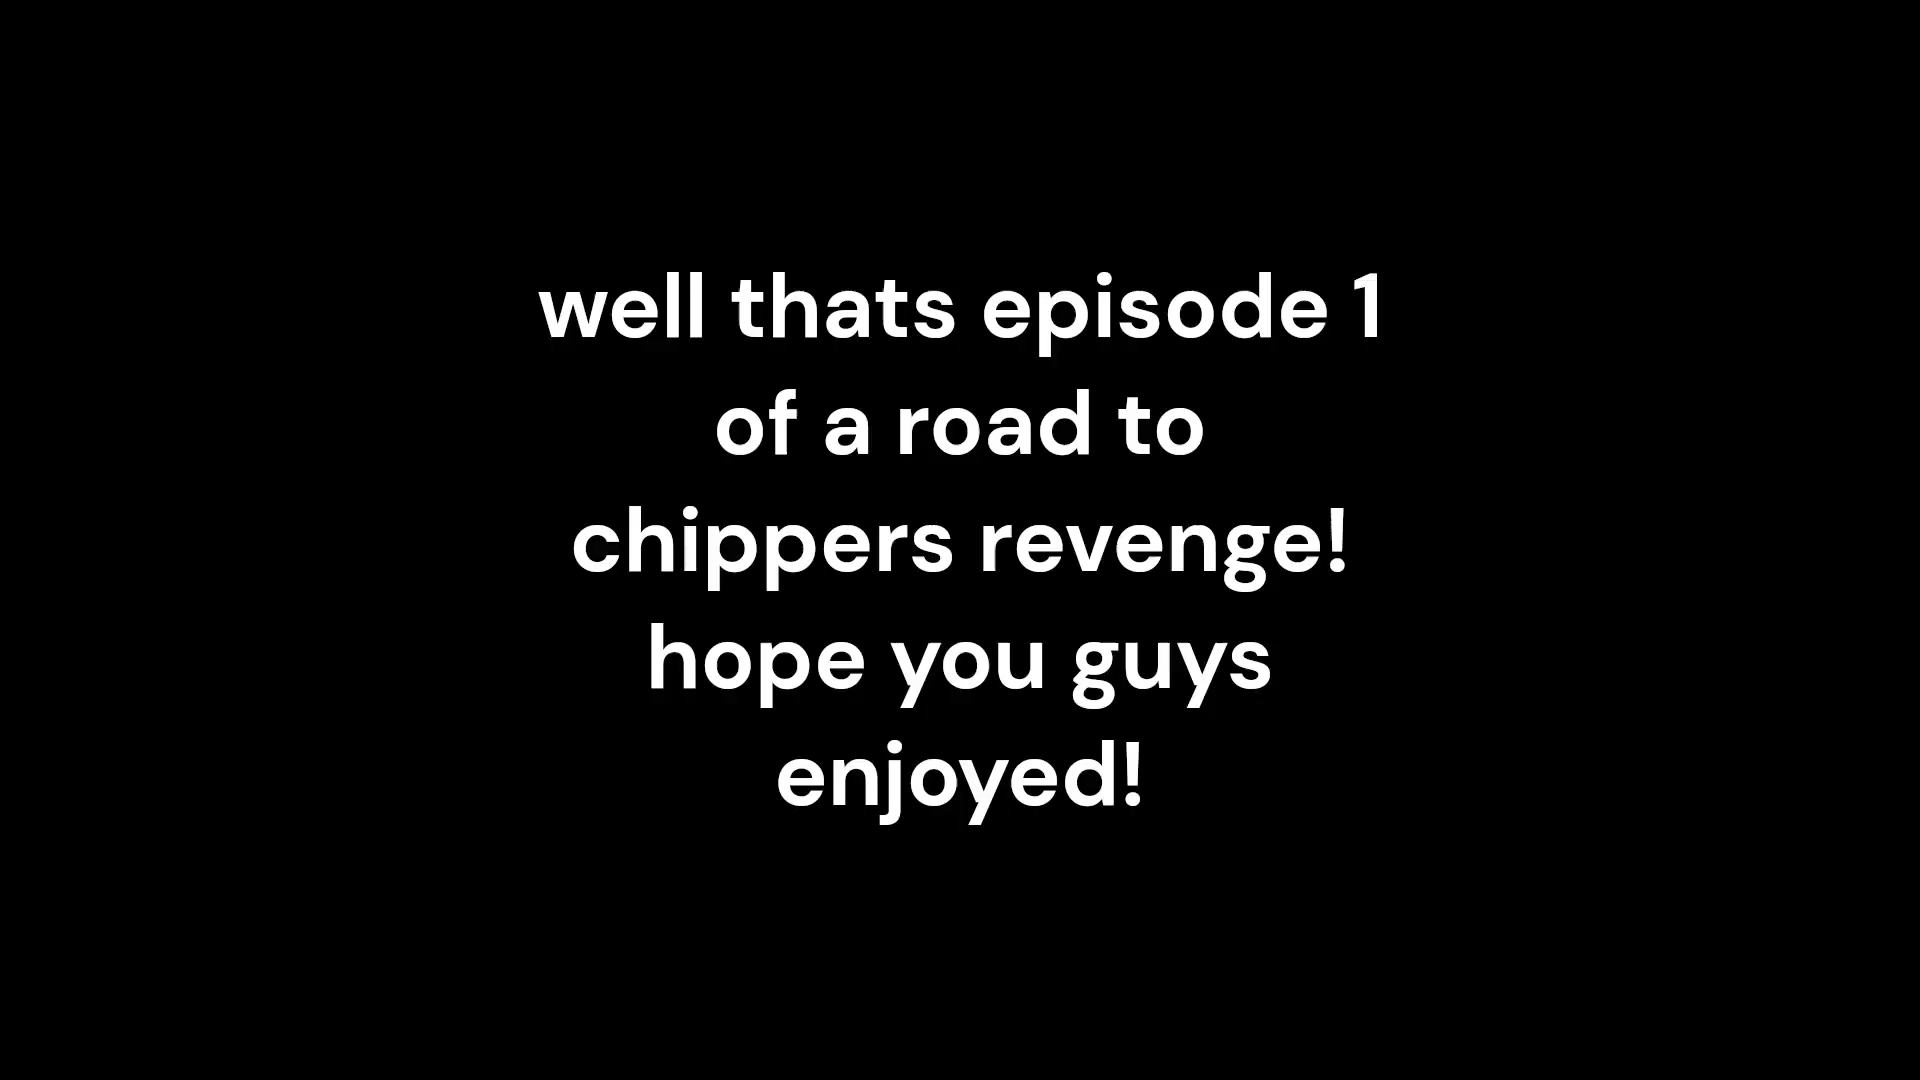 well thats episode 1
of a road to
chippers revenge!
hope you guys
enjoyed!